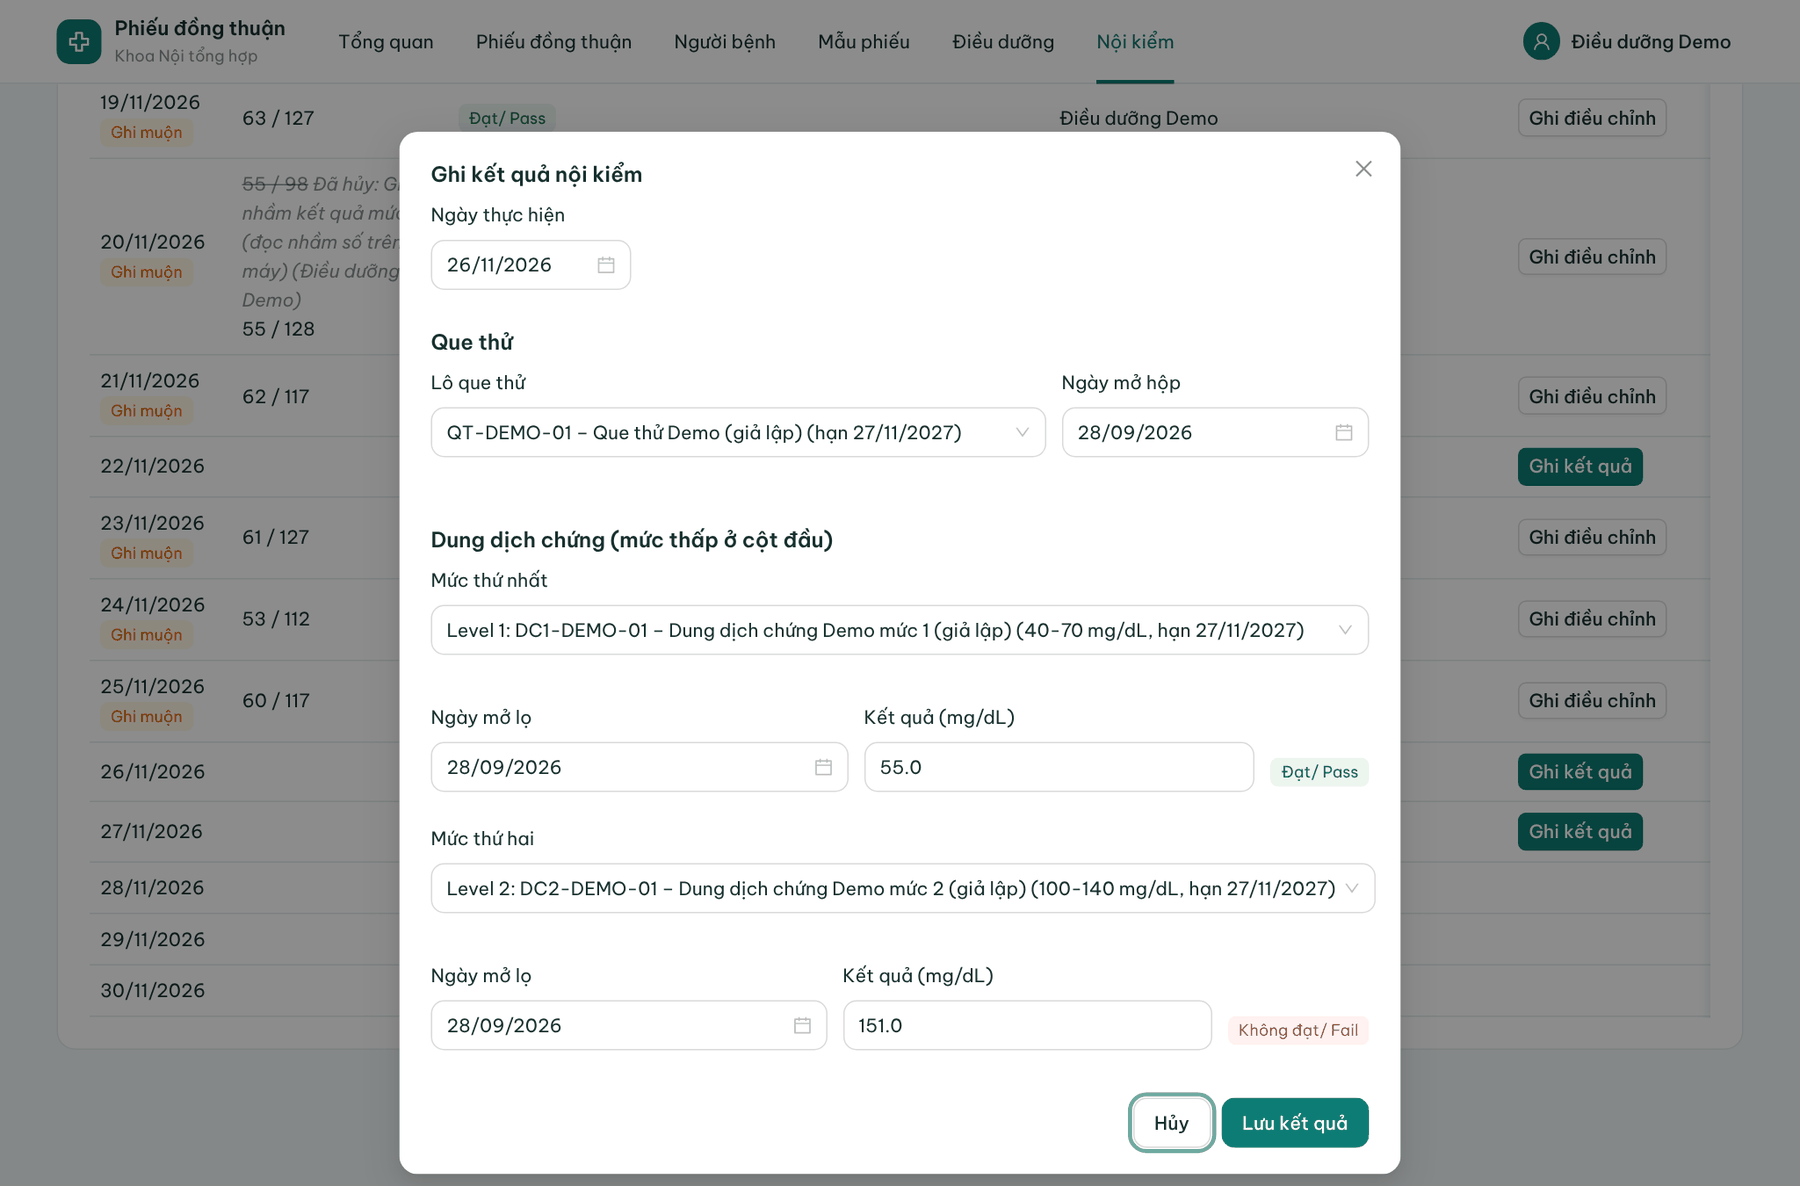 Phiếu đồng thuận
Khoa Nội tổng hợp
Tổng quan
Phiếu đồng thuận
Người bệnh
Mẫu phiếu
Điều dưỡng
Nội kiểm
Điều dưỡng Demo
19/11/2026
Ghi muộn
63 / 127
Đạt/ Pass
Điều dưỡng Demo
Ghi điều chỉnh
20/11/2026
Ghi muộn
55 / 98 Đã hủy: G
nhầm kết quả mức
(đọc nhầm số trên
máy) (Điều dưỡng
Demo)
55 / 128
Ghi điều chỉnh
21/11/2026
Ghi muộn
62 / 117
Ghi điều chỉnh
22/11/2026
Ghi kết quả
23/11/2026
Ghi muộn
61 / 127
Ghi điều chỉnh
24/11/2026
Ghi muộn
53 / 112
Ghi điều chỉnh
25/11/2026
Ghi muộn
60 / 117
Ghi điều chỉnh
26/11/2026
Ghi kết quả
27/11/2026
Ghi kết quả
28/11/2026
29/11/2026
30/11/2026
Ghi kết quả nội kiểm
Ngày thực hiện
26/11/2026
Que thử
Lô que thử
Ngày mở hộp
QT-DEMO-01 – Que thử Demo (giả lập) (hạn 27/11/2027)
28/09/2026
Dung dịch chứng (mức thấp ở cột đầu)
Mức thứ nhất
Level 1: DC1-DEMO-01 – Dung dịch chứng Demo mức 1 (giả lập) (40-70 mg/dL, hạn 27/11/2027)
Ngày mở lọ
Kết quả (mg/dL)
28/09/2026
55.0
Đạt/ Pass
Mức thứ hai
Level 2: DC2-DEMO-01 – Dung dịch chứng Demo mức 2 (giả lập) (100-140 mg/dL, hạn 27/11/2027)
Ngày mở lọ
Kết quả (mg/dL)
28/09/2026
151.0
Không đạt/ Fail
Hủy
Lưu kết quả